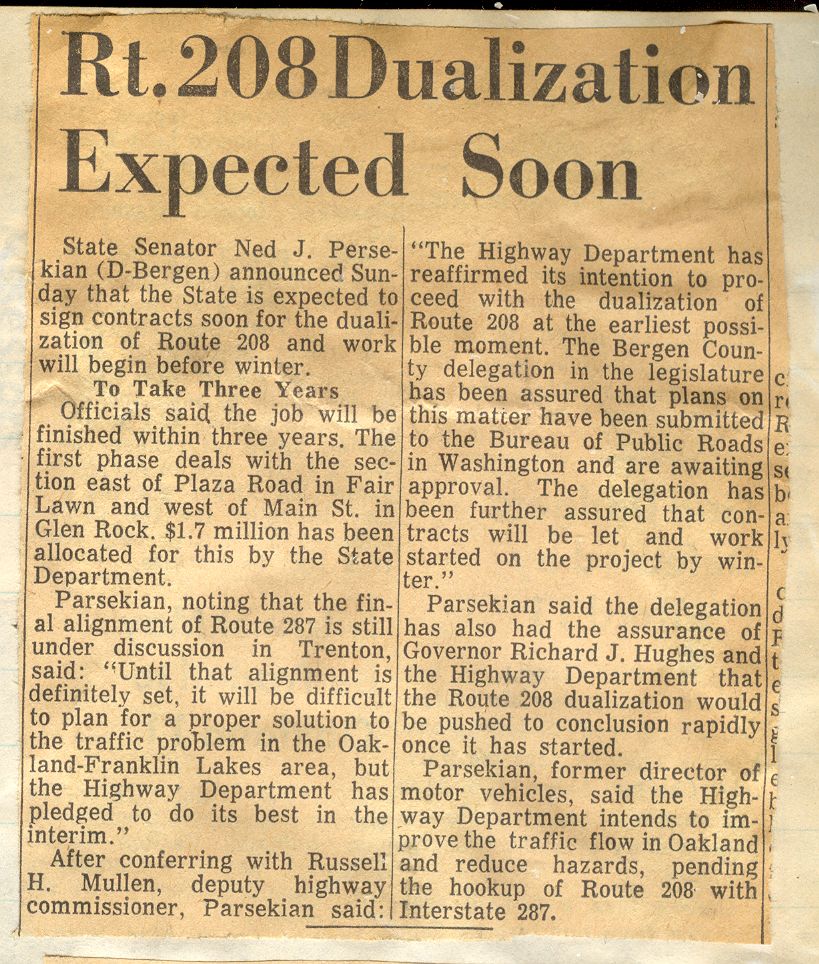 Rt. 208 Dualization
Expected Soon
State Senator Ned J. Perse-
kian (D-Bergen) announced Sun-
day that the State is expected to
sign contracts soon for the duali-
zation of Route 208 and work
will begin before winter.
To Take Three Years
Officials said the job will be
finished within three years. The
first phase deals with the sec-
tion east of Plaza Road in Fair
Lawn and west of Main St. in
Glen Rock. $1.7 million has been
allocated for this by the State
Department.
Parsekian, noting that the fin-
al alignment of Route 287 is still
under discussion in Trenton,
said: “Until that alignment is
definitely set, it will be difficult
to plan for a proper solution to
the traffic problem in the Oak-
land-Franklin Lakes area, but
the Highway Department has
pledged to do its best in the
interim.”
After conferring with Russell
H. Mullen, deputy highway
commissioner, Parsekian said:
“The Highway Department has
reaffirmed its intention to pro-
ceed with the dualization of
Route 208 at the earliest possi-
ble moment. The Bergen Coun-
ty delegation in the legislature
has been assured that plans on
this matter have been submitted
to the Bureau of Public Roads
in Washington and are awaiting
approval. The delegation has
been further assured that con-
tracts will be let and work
started on the project by win-
ter.”
Parsekian said the delegation
has also had the assurance of
Governor Richard J. Hughes and
the Highway Department that
the Route 208 dualization would
be pushed to conclusion rapidly
once it has started.
Parsekian, former director of
motor vehicles, said the High-
way Department intends to im-
prove the traffic flow in Oakland
and reduce hazards, pending
the hookup of Route 208 with
Interstate 287.